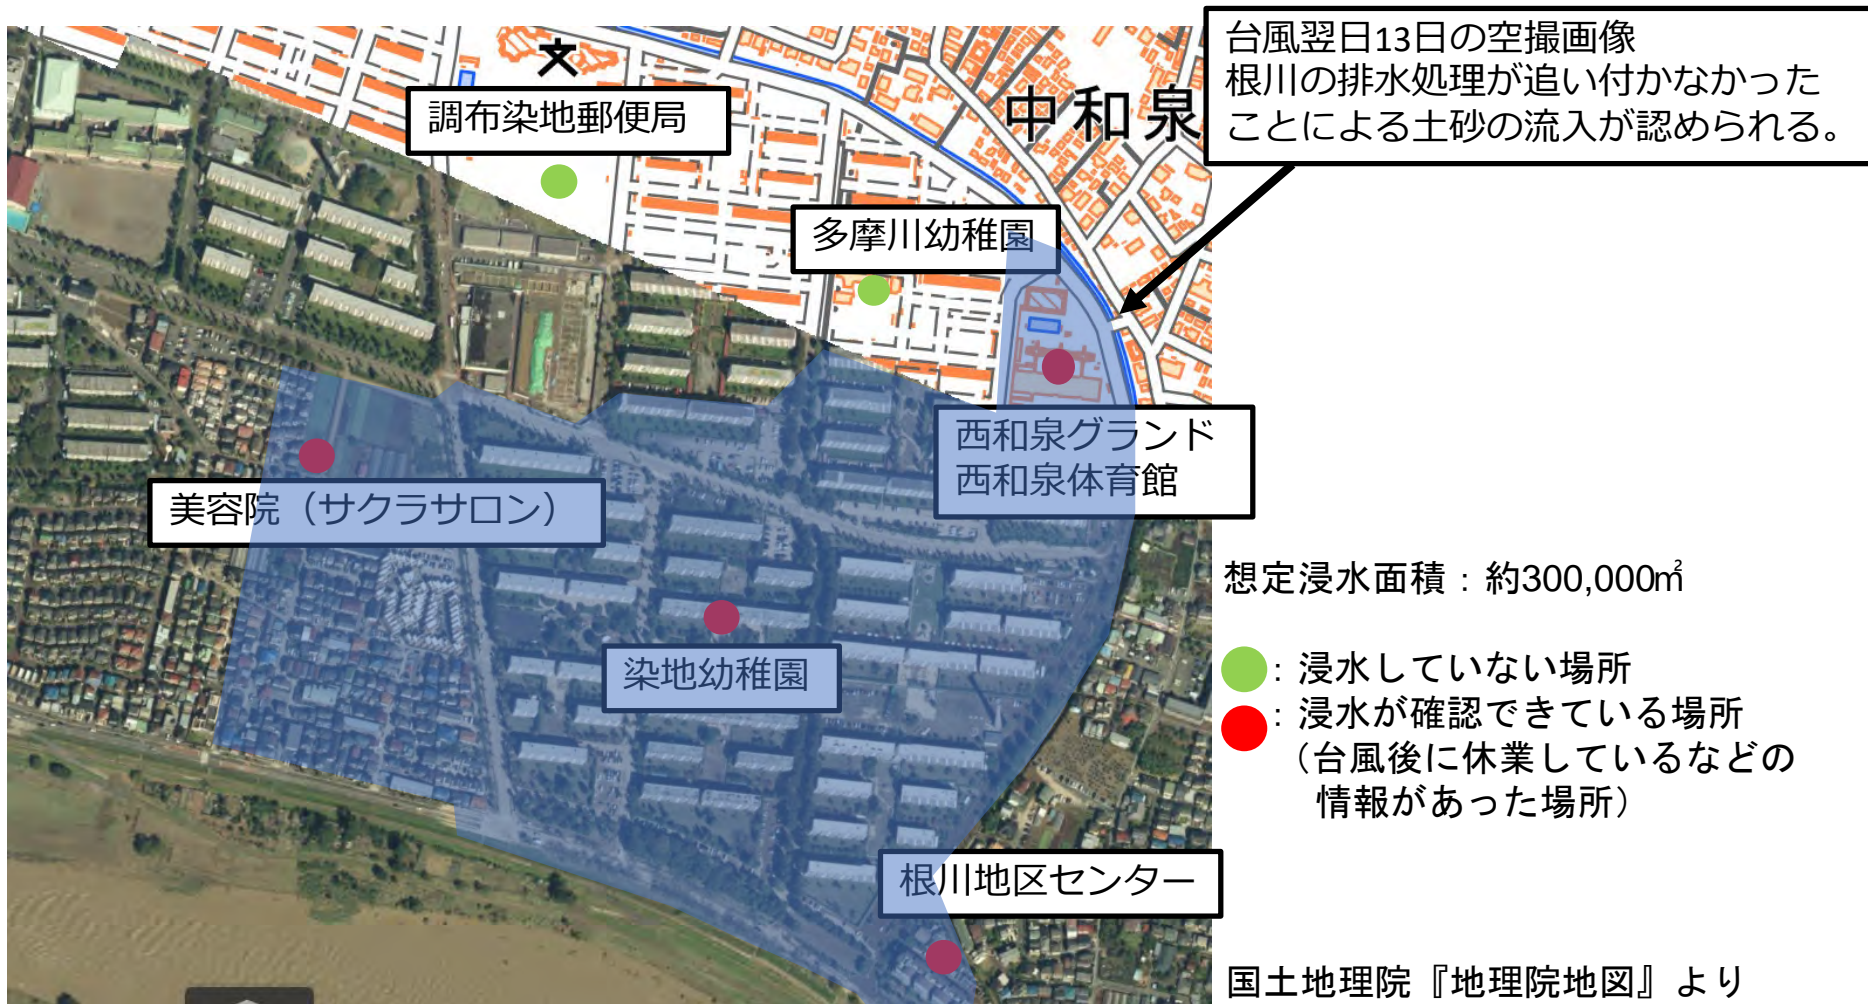 台風翌日13日の空撮画像
根川の排水処理が追い付かなかった
ことによる土砂の流入が認められる。
調布染地郵便局
中和泉
多摩川幼稚園
西和泉グランド
西和泉体育館
美容院（サクラサロン）
想定浸水面積：約300,000㎡
染地幼稚園
：浸水していない場所
：浸水が確認できている場所
（台風後に休業しているなどの
情報があった場所）
根川地区センター
国土地理院『地理院地図』より